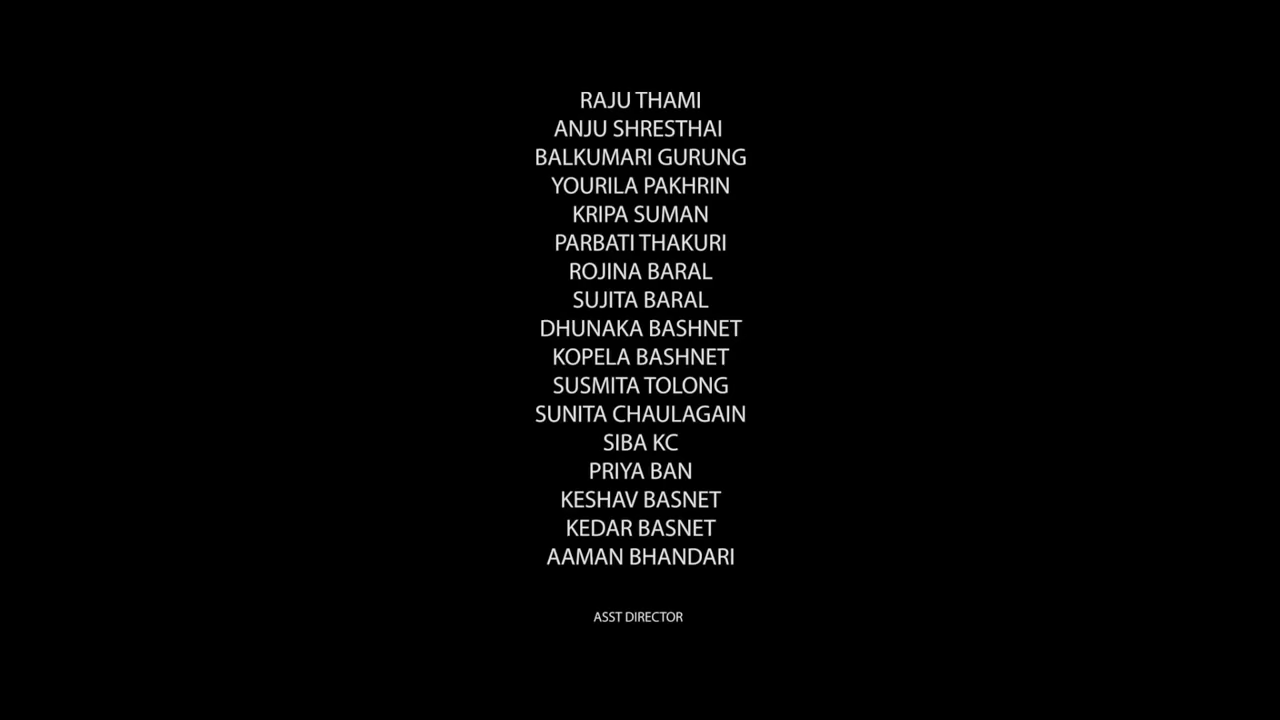 RAJU THAMI
ANJU SHRESTHAI
BALKUMARI GURUNG
YOURILA PAKHRIN
KRIPA SUMAN
PARBATI THAKURI
ROJINA BARAL
SUJITA BARAL
DHUNAKA BASHNET
KOPELA BASHNET
SUSMITA TOLONG
SUNITA CHAULAGAIN
SIBA KC
PRIYA BAN
KESHAV BASNET
KEDAR BASNET
AAMAN BHANDARI
ASST DIRECTOR